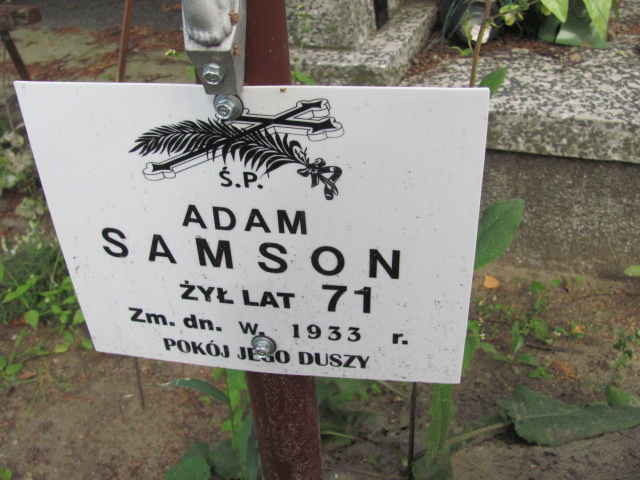 Ś.P.
ADAM
SAMSON
ŻYŁ LAT 71
Zm. dn. w. 1933 r.
POKÓJ JEGO DUSZY